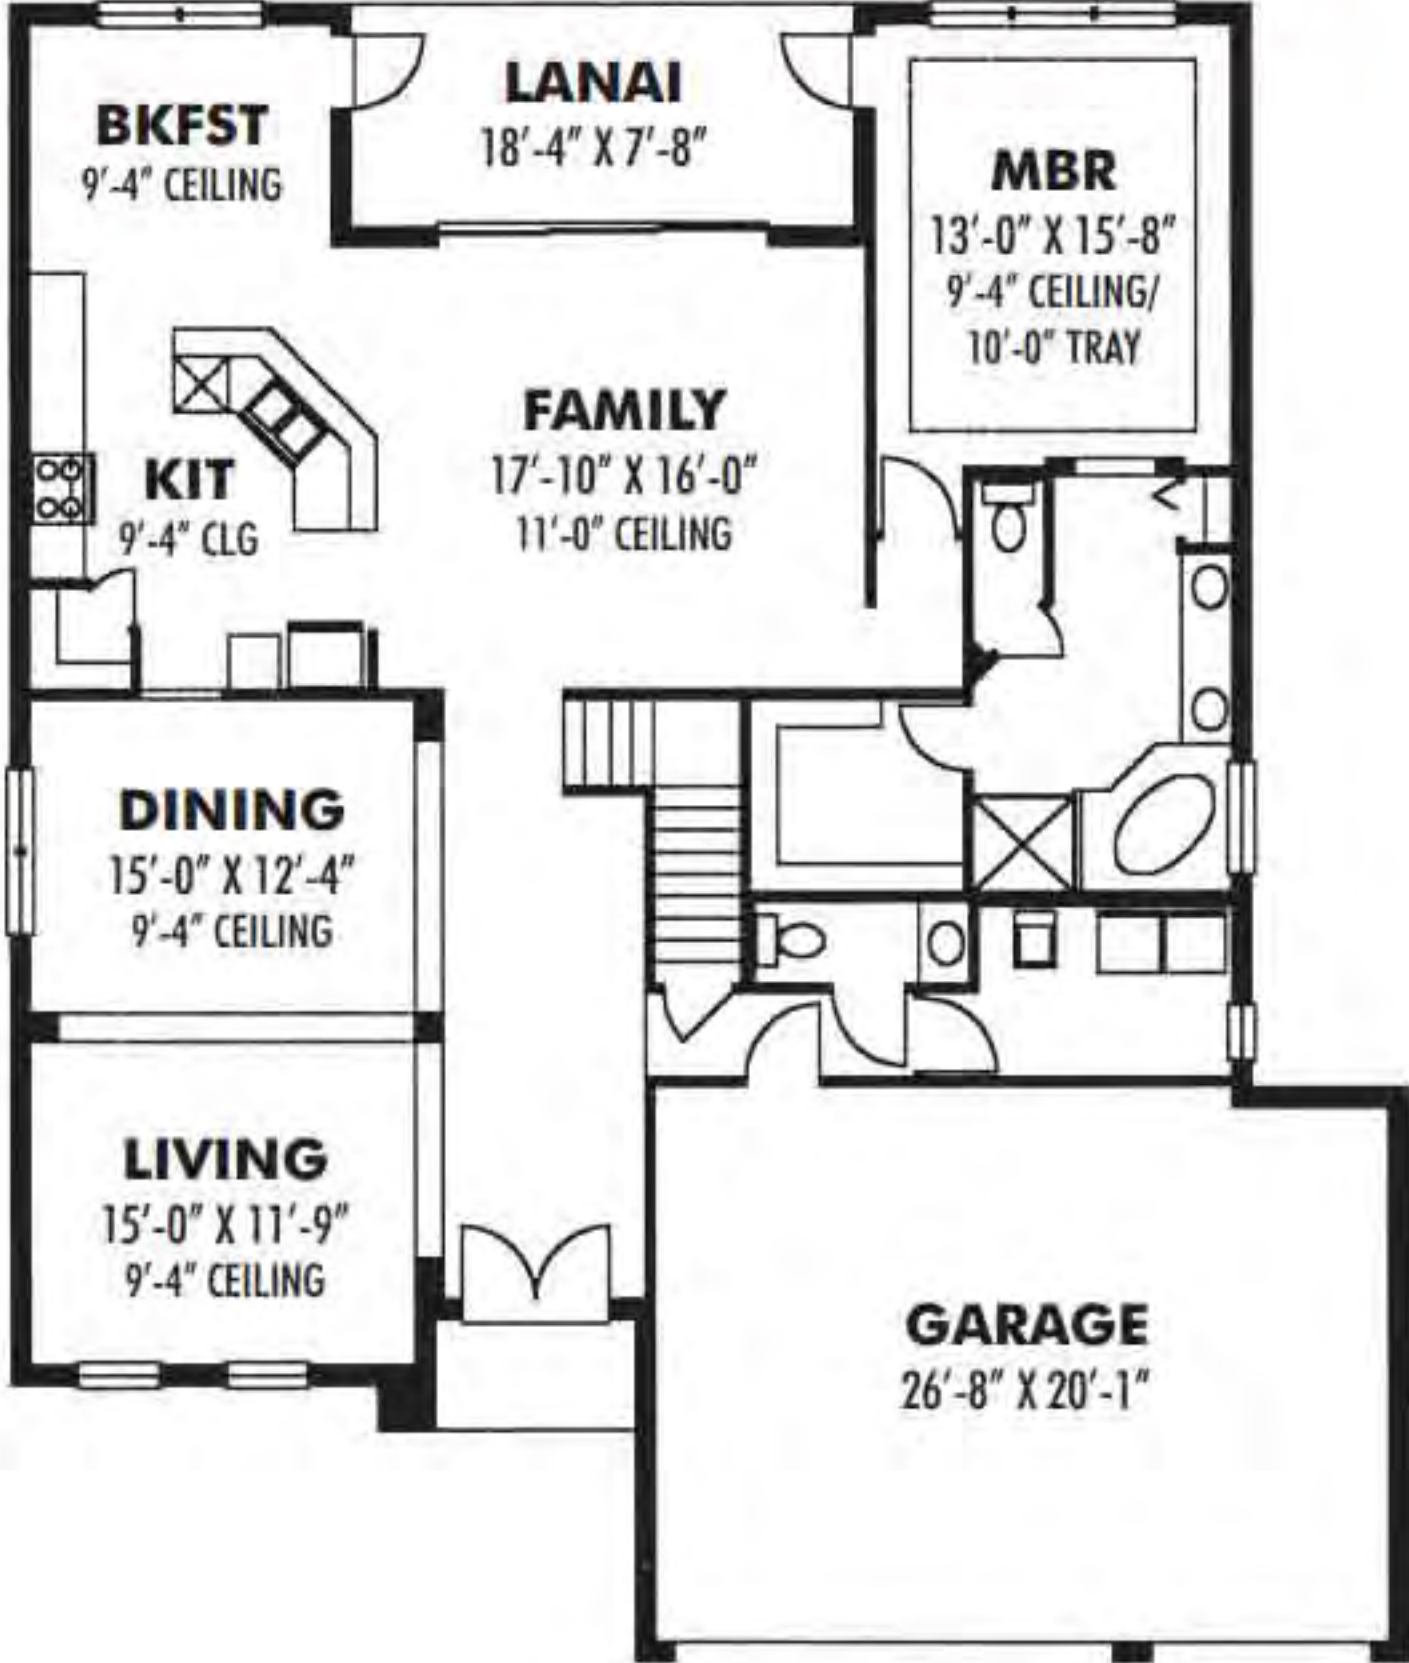 BKFST
9'-4" CEILING
LANAI
18'-4" X 7'-8"
MBR
13'-0" X 15'-8"
9'-4" CEILING/
10'-0" TRAY
FAMILY
17'-10" X 16'-0"
11'-0" CEILING
KIT
9'-4" CLG
DINING
15'-0" X 12'-4"
9'-4" CEILING
LIVING
15'-0" X 11'-9"
9'-4" CEILING
GARAGE
26'-8" X 20'-1"